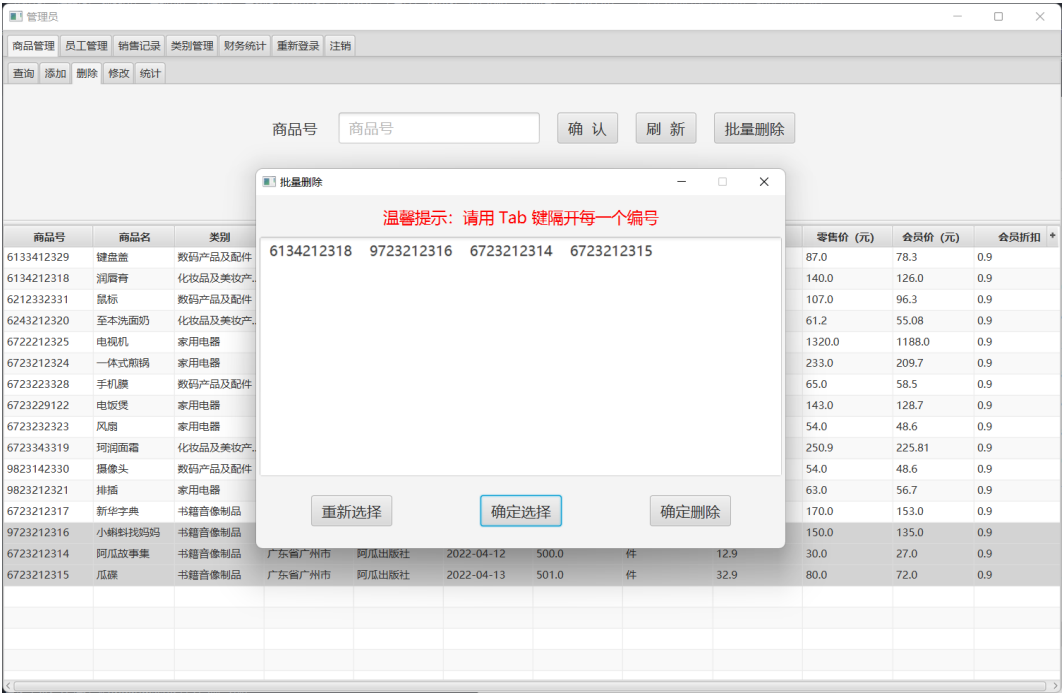 管理员
商品管理 员工管理 销售记录 类别管理 财务统计 重新登录 注销
查询 添加 删除 修改 统计
商品号 商品号 确 认 刷 新 批量删除
批量删除
温馨提示：请用 Tab 键隔开每一个编号
6134212318 9723212316 6723212314 6723212315
重新选择 确定选择 确定删除
商品号 商品名 类别 零售价（元） 会员价（元） 会员折扣 +
6133412329 键盘盖 数码产品及配件 87.0 78.3 0.9
6134212318 润唇膏 化妆品及美妆产... 140.0 126.0 0.9
6212332331 鼠标 数码产品及配件 107.0 96.3 0.9
6243212320 至本洗面奶 化妆品及美妆产... 61.2 55.08 0.9
6722212325 电视机 家用电器 1320.0 1188.0 0.9
6723212324 一体式煎锅 家用电器 233.0 209.7 0.9
6723223328 手机膜 数码产品及配件 65.0 58.5 0.9
6723229122 电饭煲 家用电器 143.0 128.7 0.9
6723232323 风扇 家用电器 54.0 48.6 0.9
6723343319 珂润面霜 化妆品及美妆产... 250.9 225.81 0.9
9823142330 摄像头 数码产品及配件 54.0 48.6 0.9
9823212321 排插 家用电器 63.0 56.7 0.9
6723212317 新华字典 书籍音像制品 170.0 153.0 0.9
9723212316 小蝌蚪找妈妈 书籍音像制品 150.0 135.0 0.9
6723212314 阿瓜故事集 书籍音像制品 广东省广州市 阿瓜出版社 2022-04-12 500.0 件 12.9 30.0 27.0 0.9
6723212315 瓜碟 书籍音像制品 广东省广州市 阿瓜出版社 2022-04-13 501.0 件 32.9 80.0 72.0 0.9